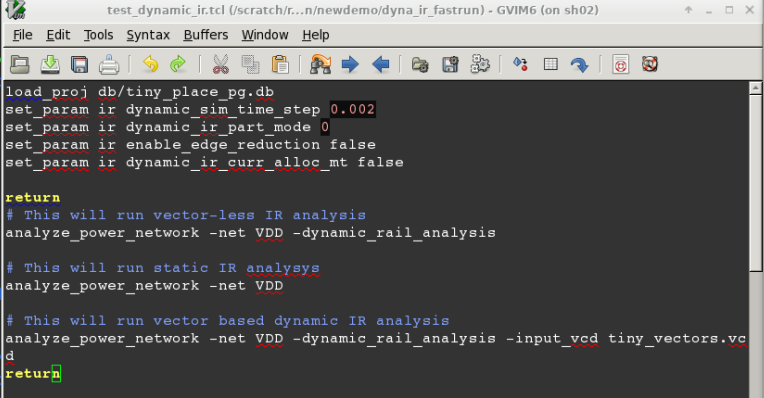 test_dynamic_ir.tcl (/scratch/r...n/newdemo/dyna_ir_fastrun) - GVIM6 (on sh02)
File Edit Tools Syntax Buffers Window Help
load_proj db/tiny_place_pg.db
set_param ir dynamic_sim_time_step 0.002
set_param ir dynamic_ir_part_mode 0
set_param ir enable_edge_reduction false
set_param ir dynamic_ir_curr_alloc_mt false
return
# This will run vector-less IR analysis
analyze_power_network -net VDD -dynamic_rail_analysis
# This will run static IR analysys
analyze_power_network -net VDD
# This will run vector based dynamic IR analysis
analyze_power_network -net VDD -dynamic_rail_analysis -input_vcd tiny_vectors.vc
d
return